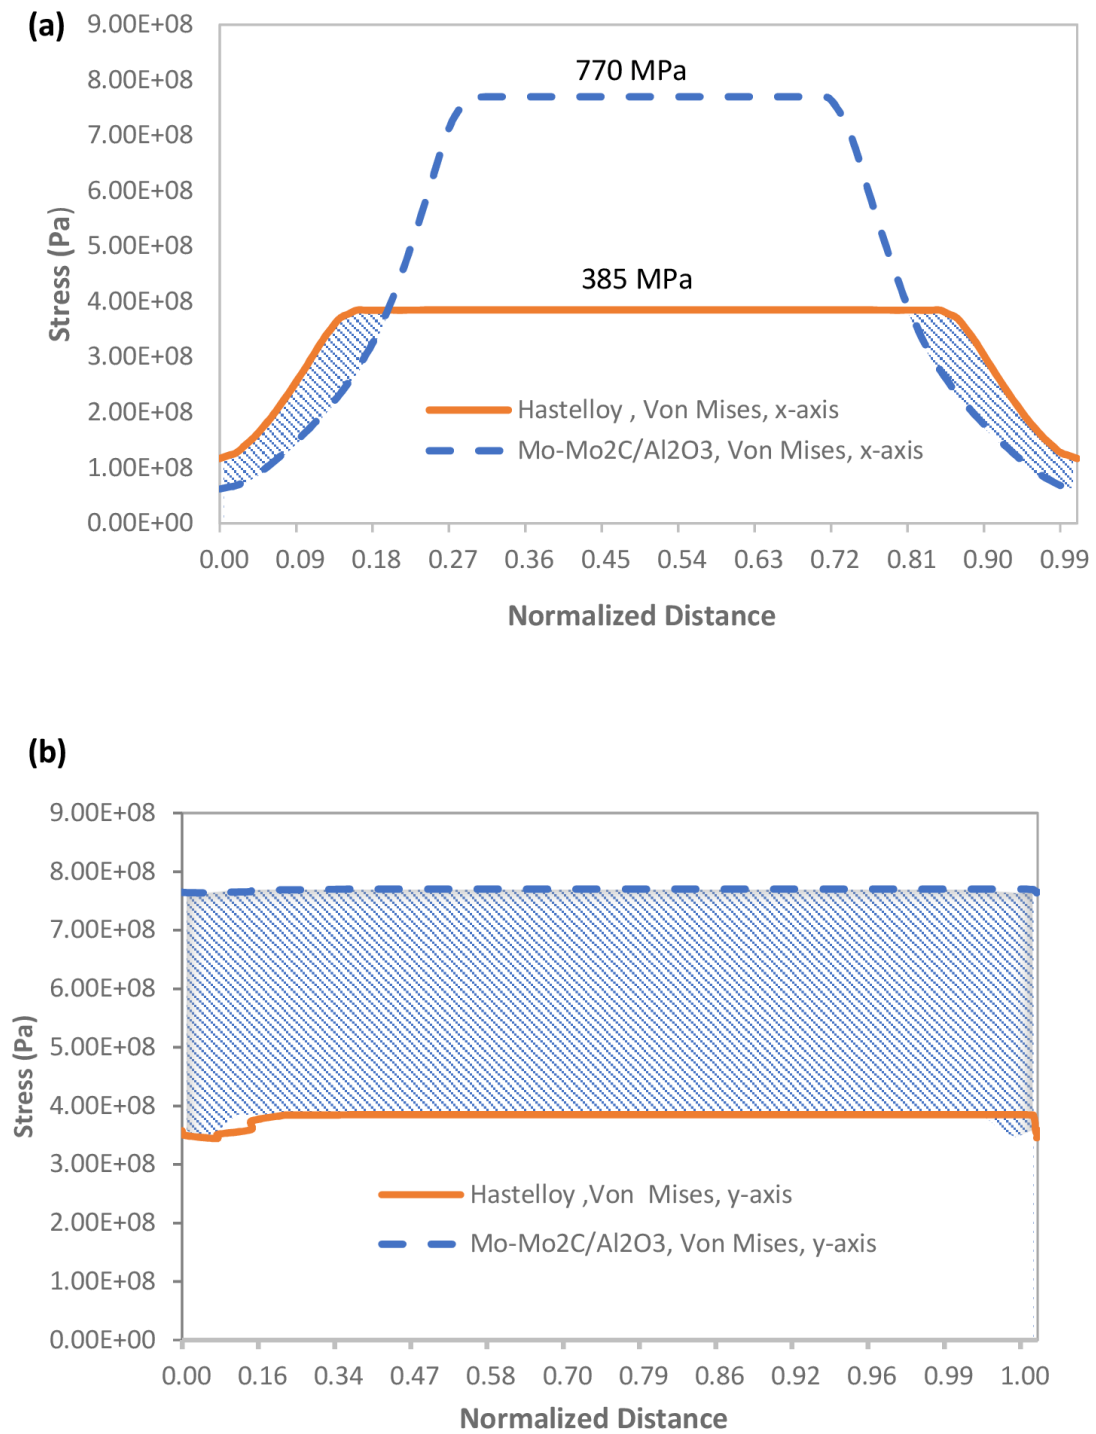 (a)
9.00E+08
8.00E+08
7.00E+08
6.00E+08
5.00E+08
4.00E+08
3.00E+08
2.00E+08
1.00E+08
0.00E+00
Stress (Pa)
770 MPa
385 MPa
Hastelloy , Von Mises, x-axis
Mo-Mo2C/Al2O3, Von Mises, x-axis
0.00 0.09 0.18 0.27 0.36 0.45 0.54 0.63 0.72 0.81 0.90 0.99
Normalized Distance
(b)
9.00E+08
8.00E+08
7.00E+08
6.00E+08
5.00E+08
4.00E+08
3.00E+08
2.00E+08
1.00E+08
0.00E+00
Stress (Pa)
Hastelloy ,Von Mises, y-axis
Mo-Mo2C/Al2O3, Von Mises, y-axis
0.00 0.16 0.34 0.47 0.58 0.70 0.79 0.86 0.92 0.96 0.99 1.00
Normalized Distance